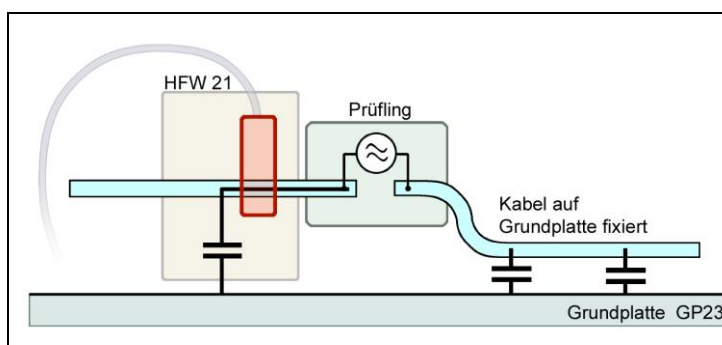 HFW 21
Prüfling
Kabel auf
Grundplatte fixiert
Grundplatte GP23